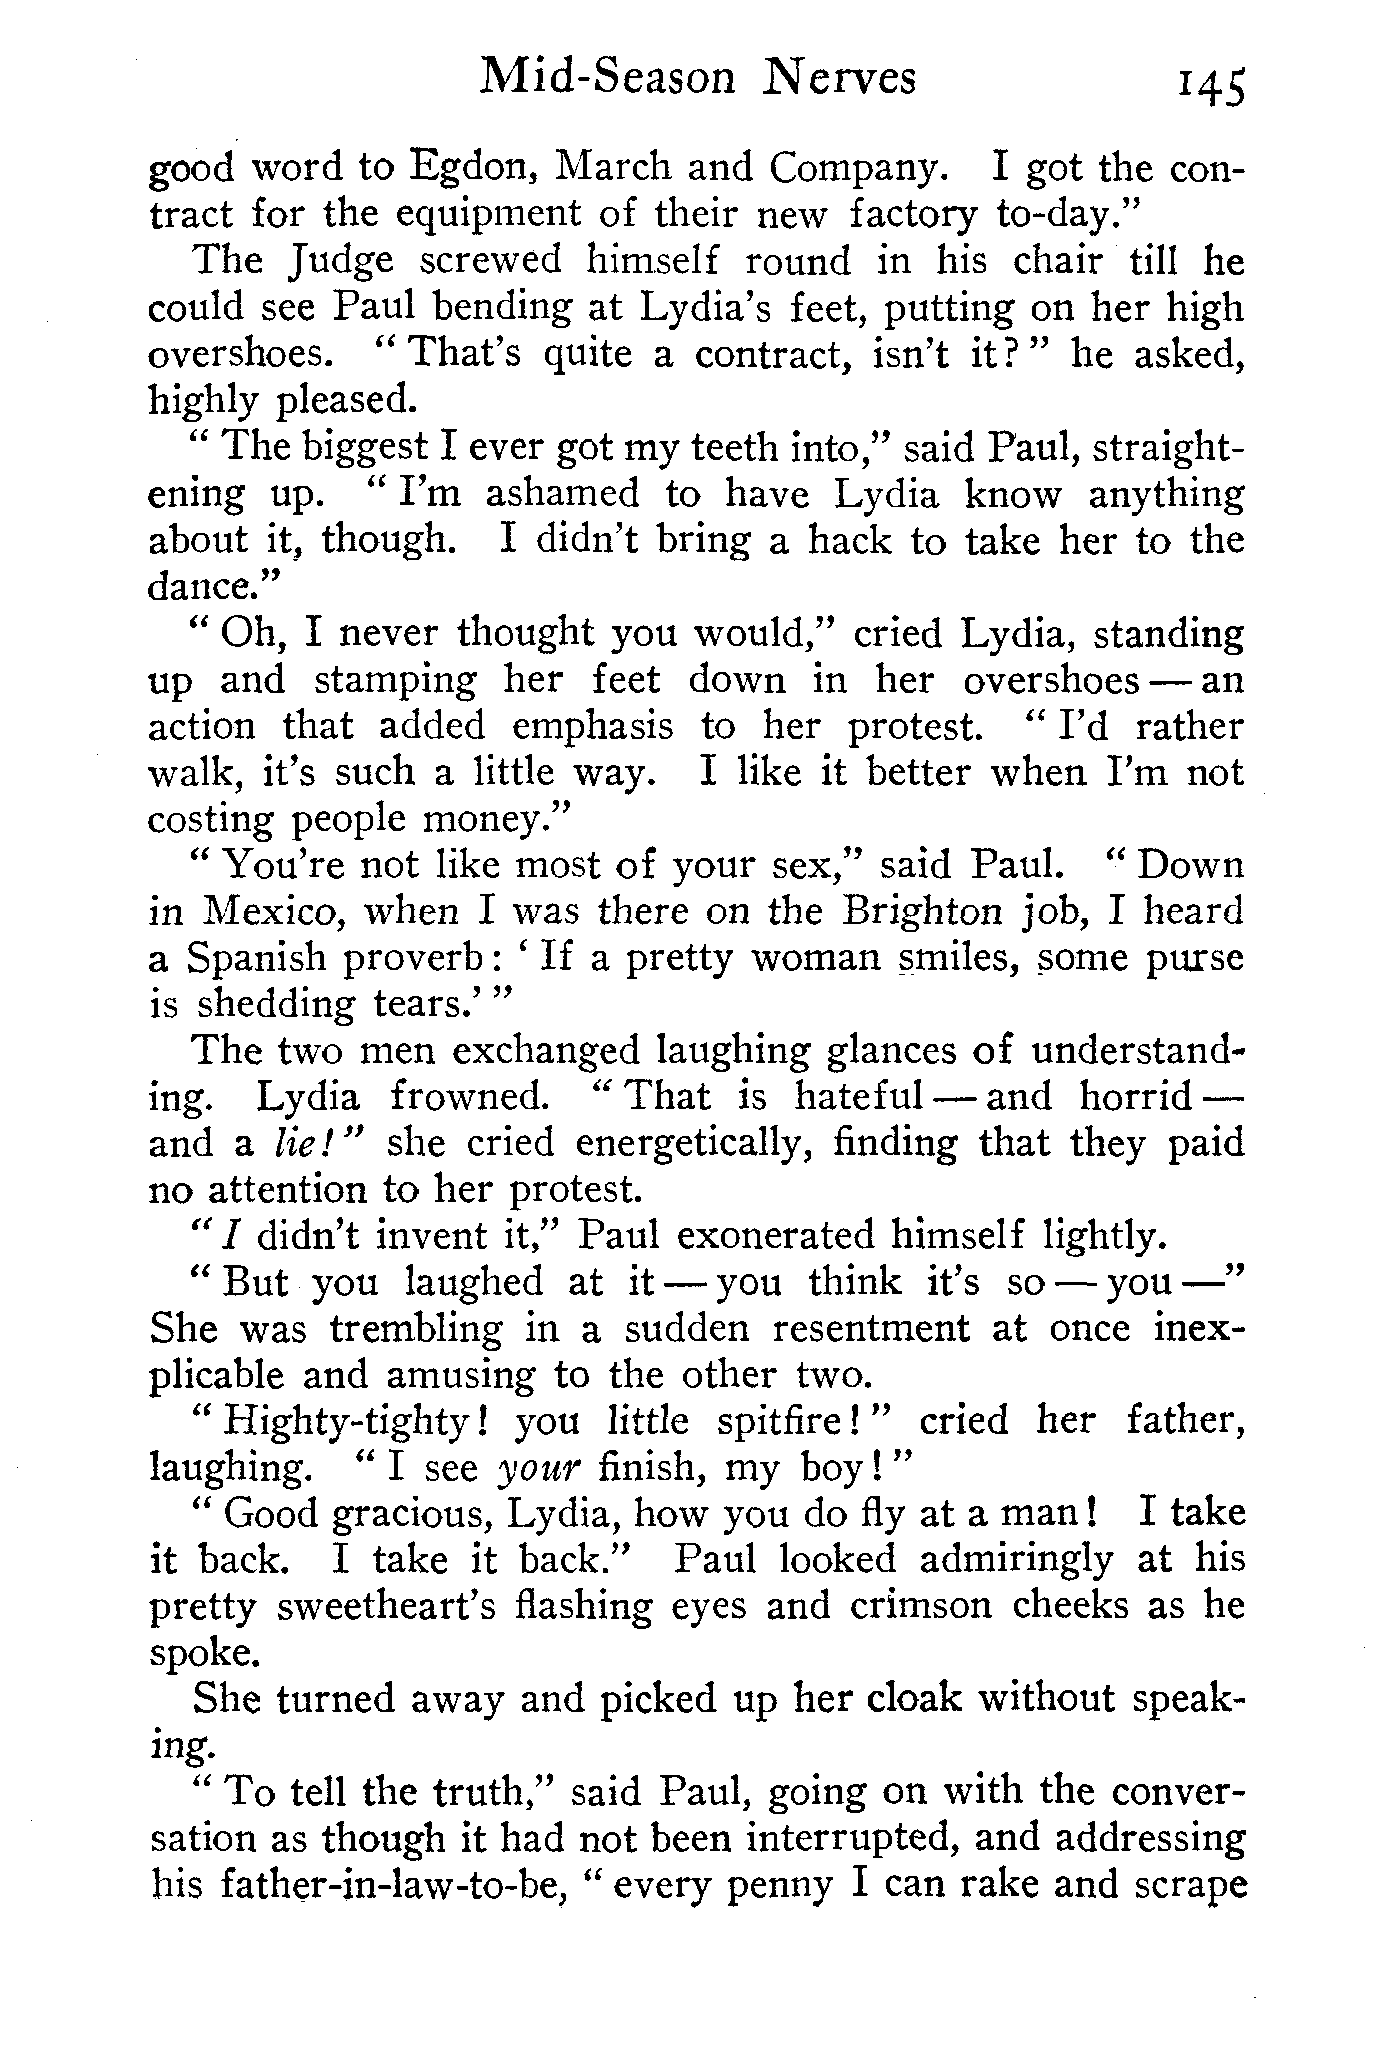 Mid-Season Nerves 145
good word to Egdon, March and Company. I got the con-
tract for the equipment of their new factory to-day."
The Judge screwed himself round in his chair till he
could see Paul bending at Lydia's feet, putting on her high
overshoes. "That's quite a contract, isn't it?" he asked,
highly pleased.
"The biggest I ever got my teeth into," said Paul, straight-
ening up. "I'm ashamed to have Lydia know anything
about it, though. I didn't bring a hack to take her to the
dance."
"Oh, I never thought you would," cried Lydia, standing
up and stamping her feet down in her overshoes — an
action that added emphasis to her protest. "I'd rather
walk, it's such a little way. I like it better when I'm not
costing people money."
"You're not like most of your sex," said Paul. "Down
in Mexico, when I was there on the Brighton job, I heard
a Spanish proverb: 'If a pretty woman smiles, some purse
is shedding tears.'"
The two men exchanged laughing glances of understand-
ing. Lydia frowned. "That is hateful — and horrid —
and a lie!" she cried energetically, finding that they paid
no attention to her protest.
"I didn't invent it," Paul exonerated himself lightly.
"But you laughed at it — you think it's so — you —"
She was trembling in a sudden resentment at once inex-
plicable and amusing to the other two.
"Highty-tighty! you little spitfire!" cried her father,
laughing. "I see your finish, my boy!"
"Good gracious, Lydia, how you do fly at a man! I take
it back. I take it back." Paul looked admiringly at his
pretty sweetheart's flashing eyes and crimson cheeks as he
spoke.
She turned away and picked up her cloak without speak-
ing.
"To tell the truth," said Paul, going on with the conver-
sation as though it had not been interrupted, and addressing
his father-in-law-to-be, "every penny I can rake and scrape